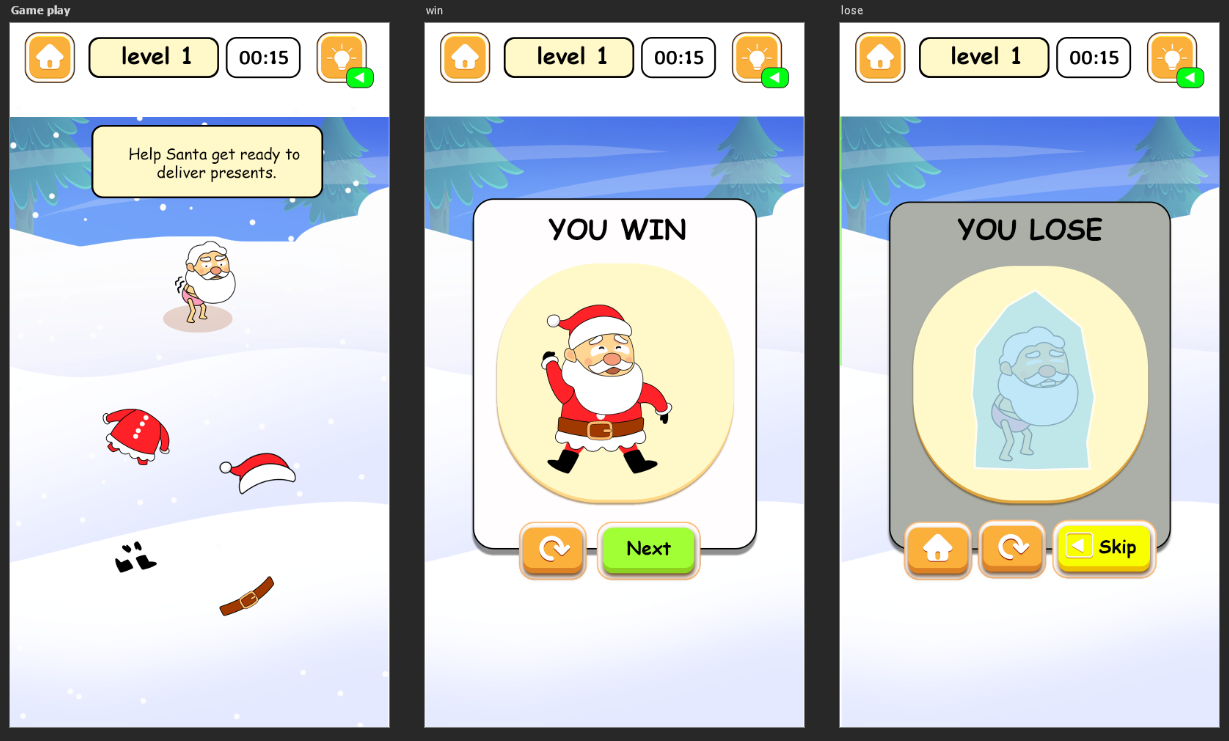 Game play
level 1
00:15
Help Santa get ready to
deliver presents.
win
level 1
00:15
YOU WIN
Next
lose
level 1
00:15
YOU LOSE
Skip